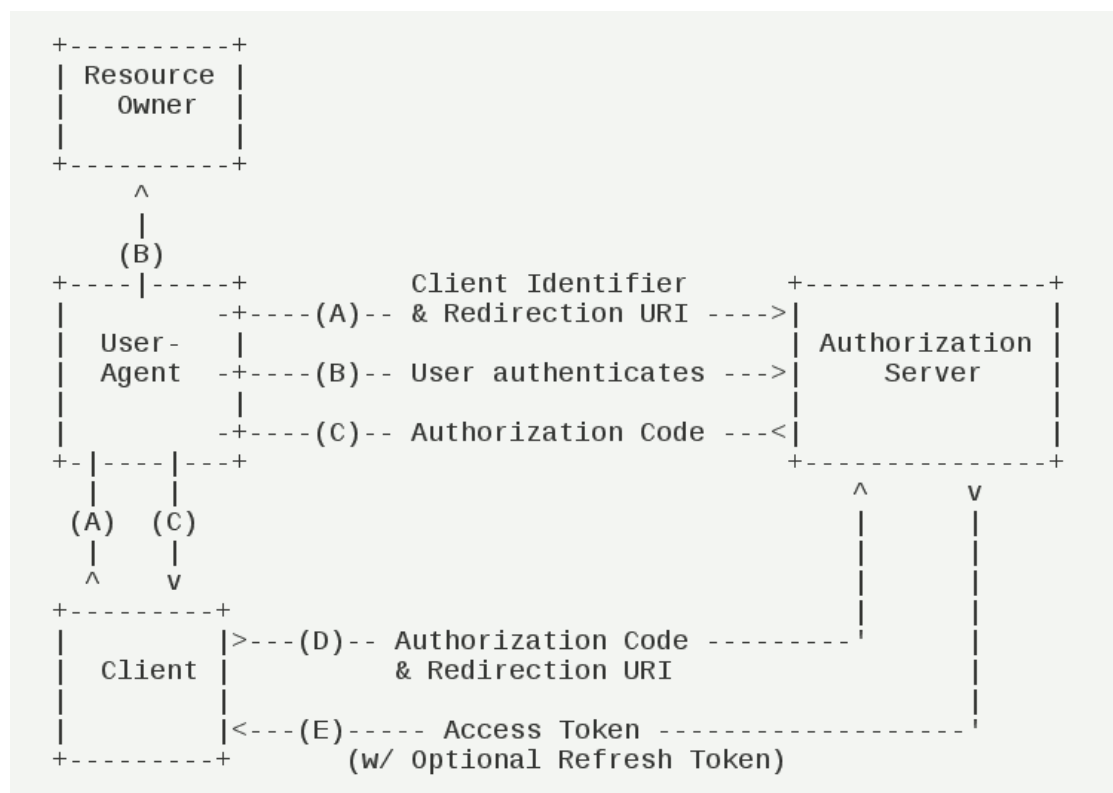 +----------+
| Resource |
|  Owner   |
|          |
+----------+
     ^
     |
    (B)
+----|-----+          Client Identifier      +---------------+
|         -+----(A)-- & Redirection URI ---->|               |
|  User-   |                                 | Authorization |
|  Agent  -+----(B)-- User authenticates --->|     Server    |
|          |                                 |               |
|         -+----(C)-- Authorization Code ---<|               |
+-|----|---+                                 +---------------+
  |    |                                         ^      v
 (A)  (C)                                        |      |
  |    |                                         |      |
  ^    v                                         |      |
+---------+                                      |      |
|         |>---(D)-- Authorization Code ---------'      |
|  Client |          & Redirection URI                  |
|         |                                             |
|         |<---(E)----- Access Token -------------------'
+---------+       (w/ Optional Refresh Token)